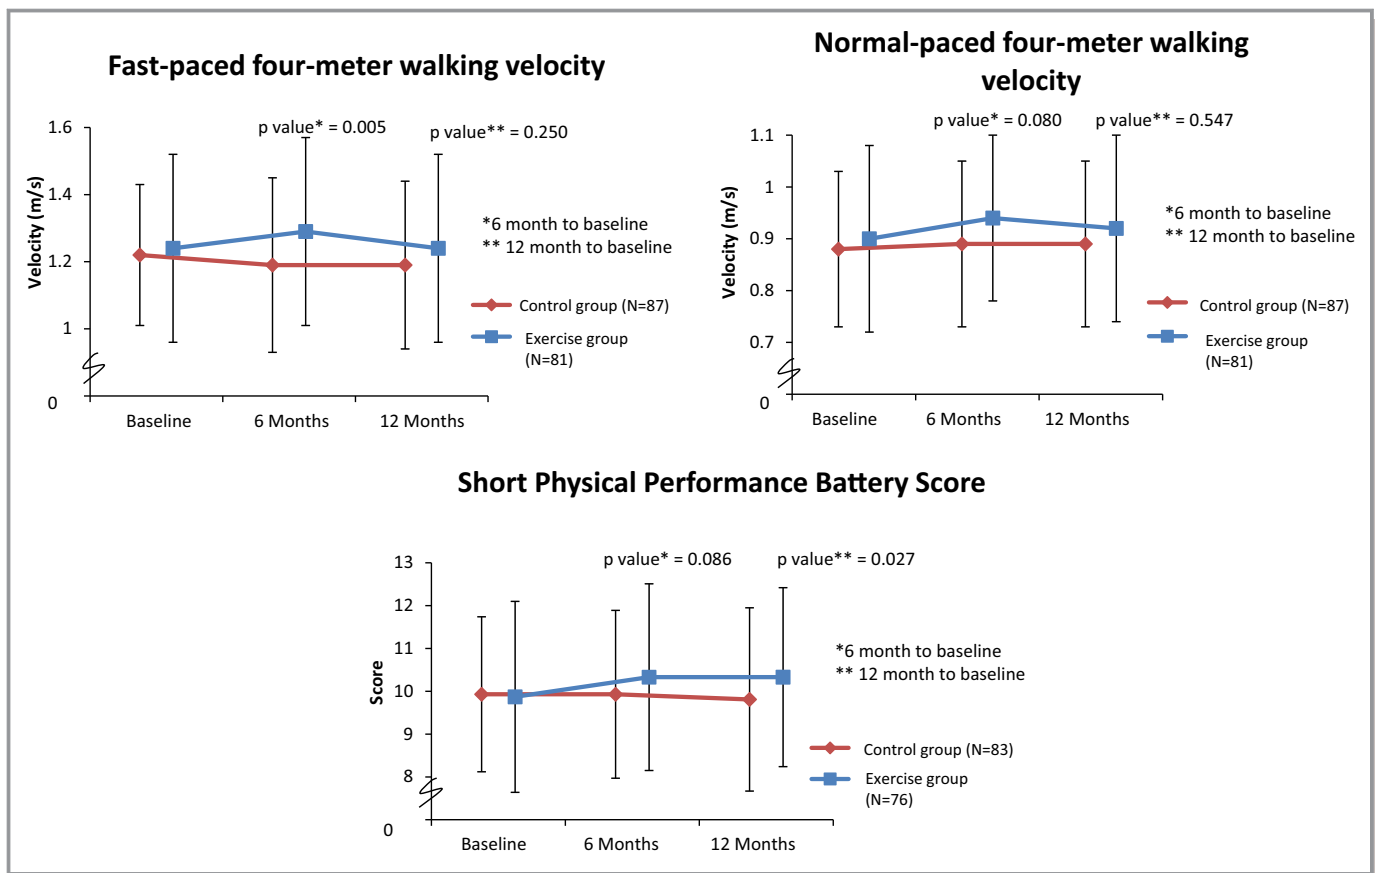 Fast-paced four-meter walking velocity
p value* = 0.005
p value** = 0.250
Velocity (m/s)
1.6
1.4
1.2
1
0
*6 month to baseline
** 12 month to baseline
Control group (N=87)
Exercise group
(N=81)
Baseline
6 Months
12 Months
Normal-paced four-meter walking
velocity
p value* = 0.080
p value** = 0.547
Velocity (m/s)
1.1
1
0.9
0.8
0.7
0
*6 month to baseline
** 12 month to baseline
Control group (N=87)
Exercise group
(N=81)
Baseline
6 Months
12 Months
Short Physical Performance Battery Score
p value* = 0.086
p value** = 0.027
Score
13
12
11
10
9
8
0
*6 month to baseline
** 12 month to baseline
Control group (N=83)
Exercise group
(N=76)
Baseline
6 Months
12 Months